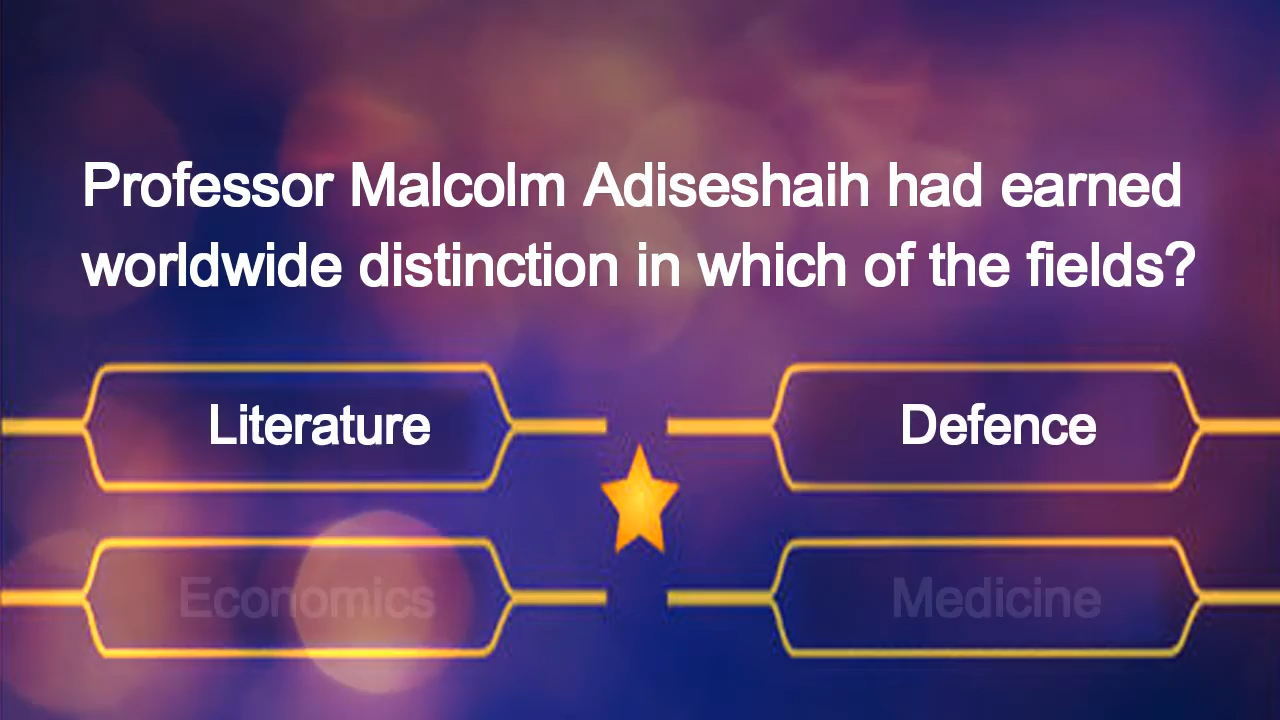 Professor Malcolm Adiseshaih had earned
worldwide distinction in which of the fields?
Literature
Defence
Economics
Medicine